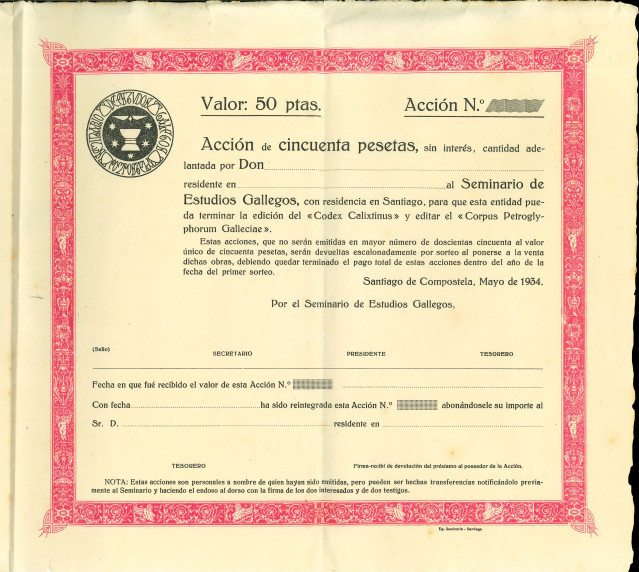 Valor: 50 ptas. Acción N.º
Acción de cincuenta pesetas, sin interés, cantidad ade-
lantada por Don
residente en al Seminario de
Estudios Gallegos, con residencia en Santiago, para que esta entidad pue-
da terminar la edición del «Codex Calixtinus» y editar el «Corpus Petrogly-
phorum Galleciae».
Estas acciones, que no serán emitidas en mayor número de doscientas cincuenta al valor
único de cincuenta pesetas, serán devueltas escalonadamente por sorteo al ponerse a la venta
dichas obras, debiendo quedar terminado el pago total de estas acciones dentro del año de la
fecha del primer sorteo.
Santiago de Compostela, Mayo de 1934.
Por el Seminario de Estudios Gallegos,
(Sello) SECRETARIO PRESIDENTE TESORERO
Fecha en que fué recibido el valor de esta Acción N.º
Con fecha ha sido reintegrada esta Acción N.º abonándosele su importe al
Sr. D. residente en
TESORERO Firma-recibí de devolución del préstamo al poseedor de la Acción.
NOTA: Estas acciones son personales a nombre de quien hayan sido emitidas, pero pueden ser hechas transferencias notificándolo previa-
mente al Seminario y haciendo el endoso al dorso con la firma de los dos interesados y de dos testigos.
Tip. Seminario - Santiago